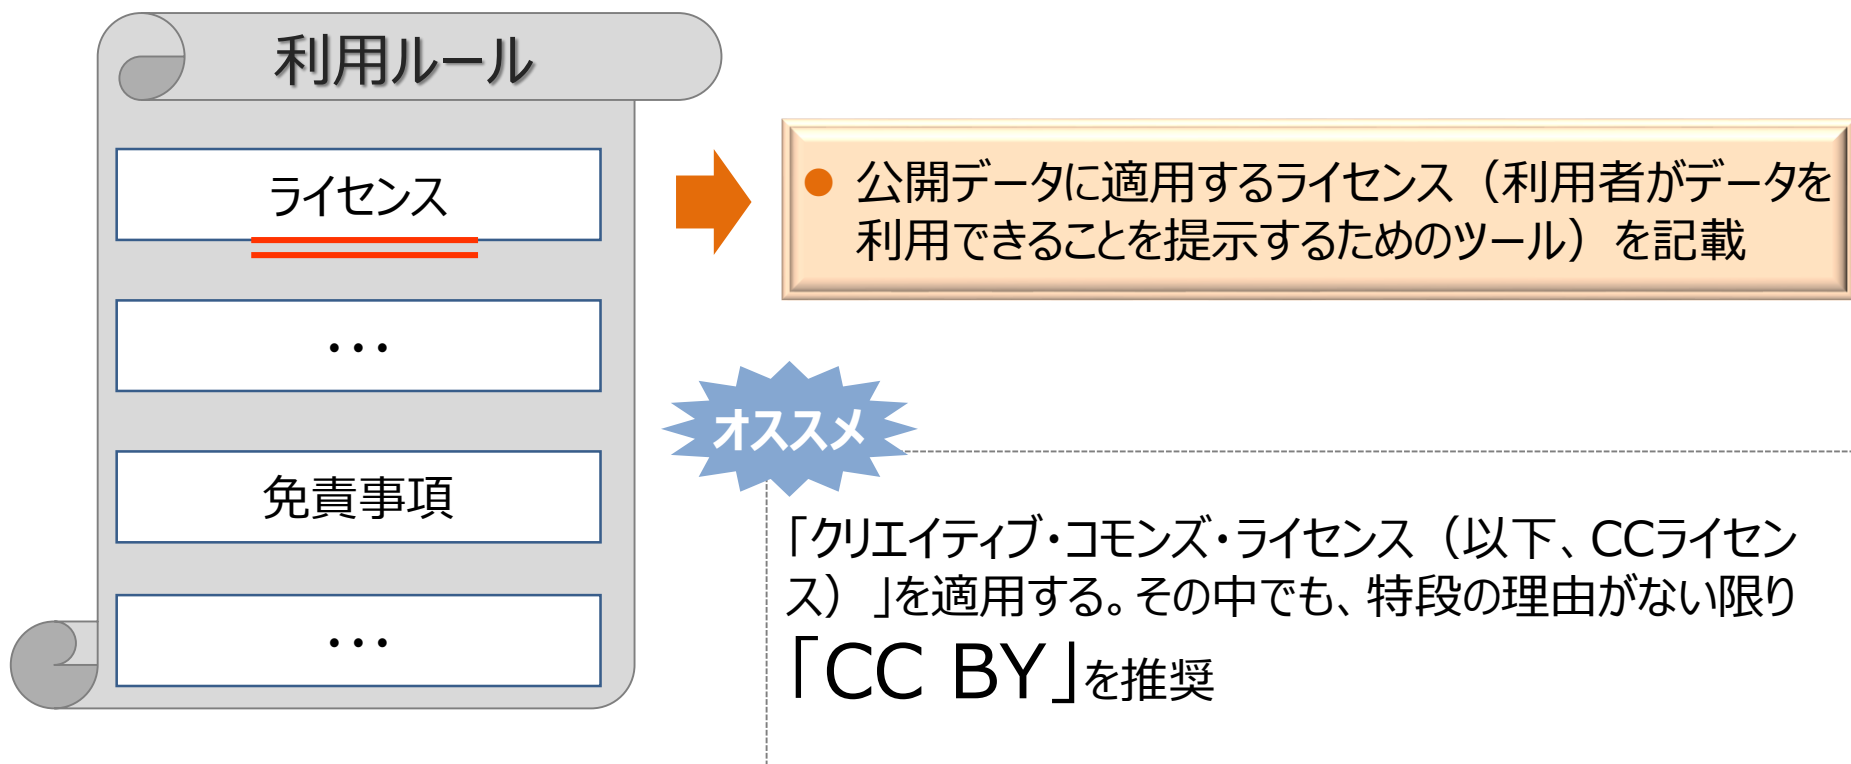 利用ルール
ライセンス
・・・
免責事項
・・・
● 公開データに適用するライセンス（利用者がデータを
利用できることを提示するためのツール）を記載
オススメ
「クリエイティブ・コモンズ・ライセンス（以下、CCライセン
ス）」を適用する。その中でも、特段の理由がない限り
「CC BY」を推奨